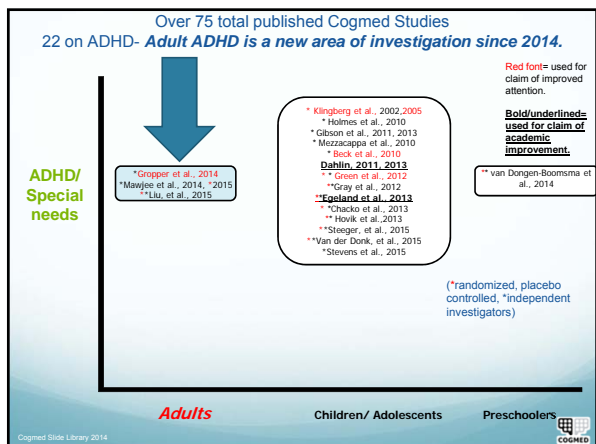 Over 75 total published Cogmed Studies
22 on ADHD- Adult ADHD is a new area of investigation since 2014.
Red font= used for
claim of improved
attention.
Bold/underlined=
used for claim of
academic
improvement.
ADHD/
Special
needs
*Gropper et al., 2014
*Mawjee et al., 2014, *2015
**Liu, et al., 2015
* Klingberg et al., 2002,2005
* Holmes et al., 2010
* Gibson et al., 2011, 2013
* Mezzacappa et al., 2010
*Beck et al., 2010
Dahlin, 2011, 2013
* * Green et al., 2012
**Gray et al., 2012
**Egeland et al., 2013
* *Chacko et al., 2013
** Hovik et al.,2013
**Steeger, et al., 2015
**Van der Donk, et al., 2015
*Stevens et al., 2015
** van Dongen-Boomsma et
al., 2014
(*randomized, placebo
controlled, *independent
investigators)
Adults
Children/ Adolescents
Preschoolers
Cogmed Slide Library 2014
COGMED